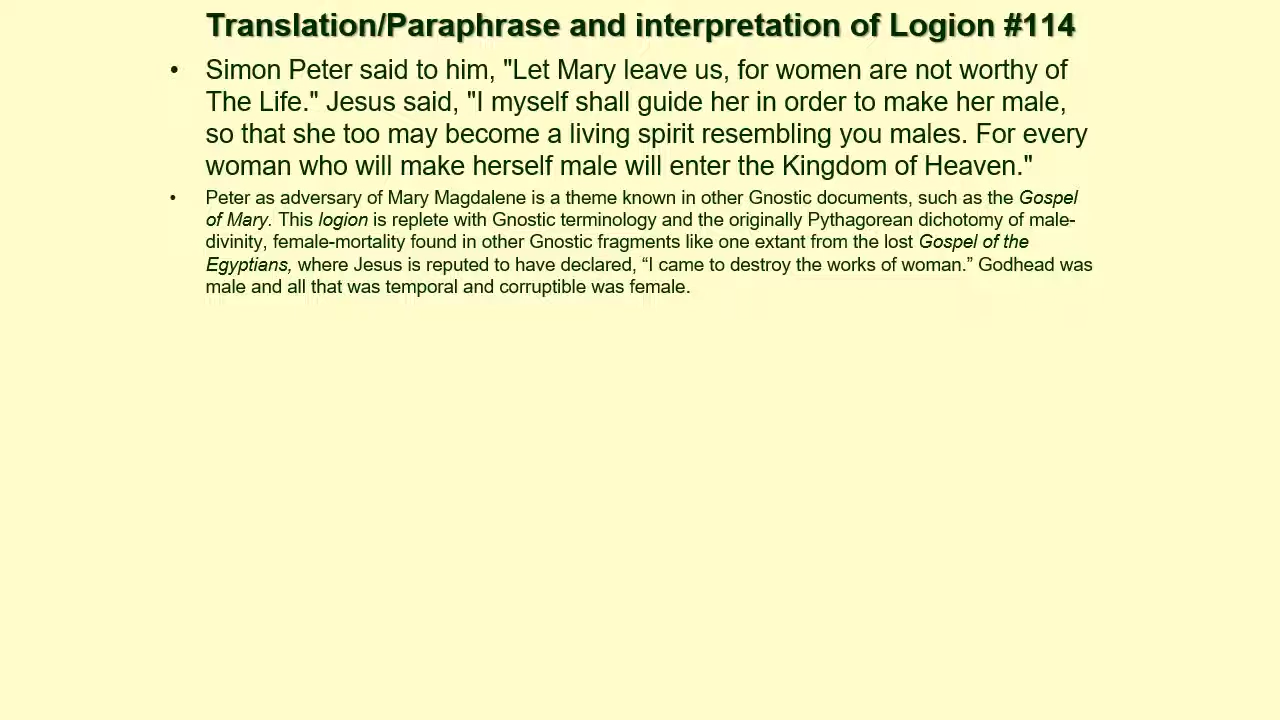 Translation/Paraphrase and interpretation of Logion #114
• Simon Peter said to him, "Let Mary leave us, for women are not worthy of
The Life." Jesus said, "I myself shall guide her in order to make her male,
so that she too may become a living spirit resembling you males. For every
woman who will make herself male will enter the Kingdom of Heaven."
• Peter as adversary of Mary Magdalene is a theme known in other Gnostic documents, such as the Gospel
of Mary. This logion is replete with Gnostic terminology and the originally Pythagorean dichotomy of male-
divinity, female-mortality found in other Gnostic fragments like one extant from the lost Gospel of the
Egyptians, where Jesus is reputed to have declared, “I came to destroy the works of woman.” Godhead was
male and all that was temporal and corruptible was female.